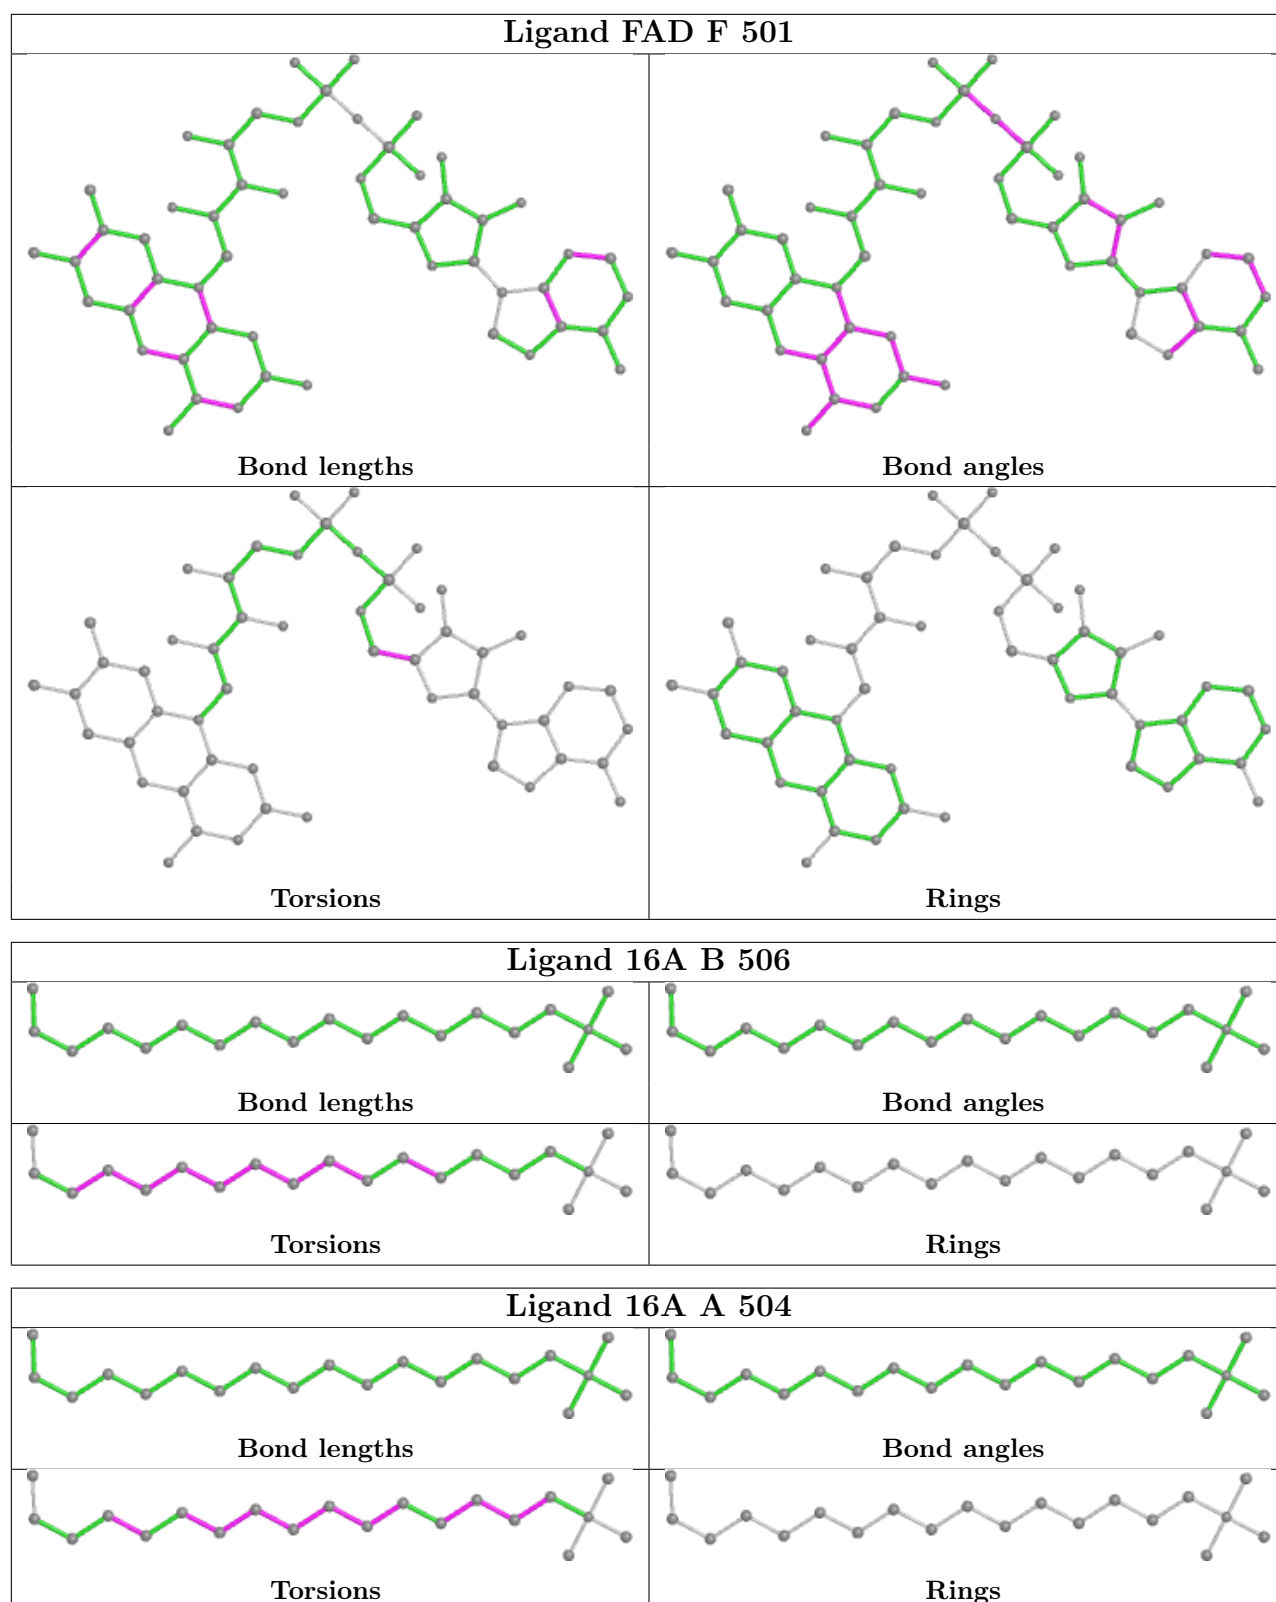 Ligand FAD F 501
Bond lengths
Bond angles
Torsions
Rings
Ligand 16A B 506
Bond lengths
Bond angles
Torsions
Rings
Ligand 16A A 504
Bond lengths
Bond angles
Torsions
Rings